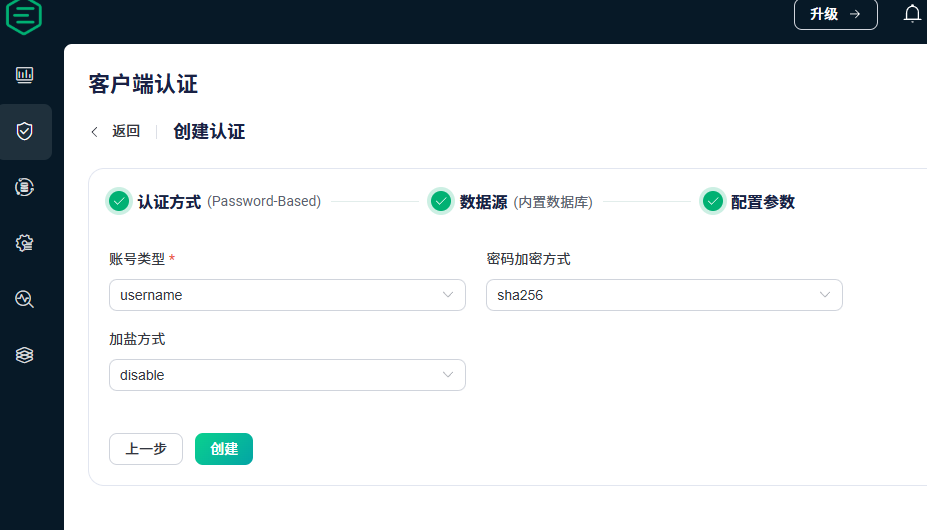 升级 →
客户端认证
返回 创建认证
认证方式 (Password-Based) 数据源 (内置数据库) 配置参数
账号类型 * 密码加密方式
username sha256
加盐方式
disable
上一步 创建